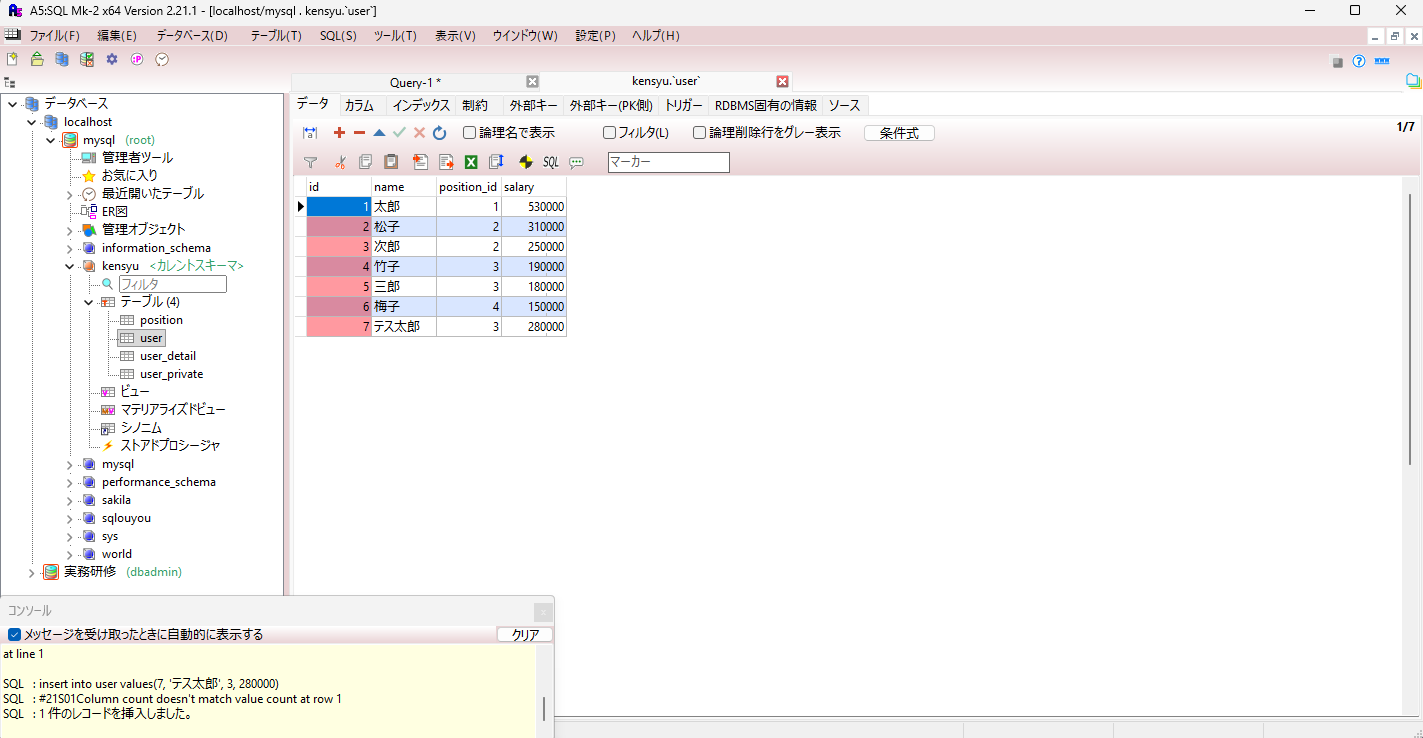 A5:SQL Mk-2 x64 Version 2.21.1 - [localhost/mysql . kensyu.`user`]
ファイル(F) 編集(E) データベース(D) テーブル(T) SQL(S) ツール(T) 表示(V) ウインドウ(W) 設定(P) ヘルプ(H)
Query-1 * kensyu.`user`
データベース
localhost
mysql (root)
管理者ツール
お気に入り
最近開いたテーブル
ER図
管理オブジェクト
information_schema
kensyu <カレントスキーマ>
フィルタ
テーブル (4)
position
user
user_detail
user_private
ビュー
マテリアライズドビュー
シノニム
ストアドプロシージャ
mysql
performance_schema
sakila
sqlouyou
sys
world
実務研修 (dbadmin)
データ カラム インデックス 制約 外部キー 外部キー(PK側) トリガー RDBMS固有の情報 ソース
論理名で表示 フィルタ(L) 論理削除行をグレー表示 条件式 1/7
SQL マーカー
id name position_id salary
1 太郎 1 530000
2 松子 2 310000
3 次郎 2 250000
4 竹子 3 190000
5 三郎 3 180000
6 梅子 4 150000
7 テス太郎 3 280000
コンソール
メッセージを受け取ったときに自動的に表示する クリア
at line 1
SQL : insert into user values(7, 'テス太郎', 3, 280000)
SQL : #21S01Column count doesn't match value count at row 1
SQL : 1 件のレコードを挿入しました。